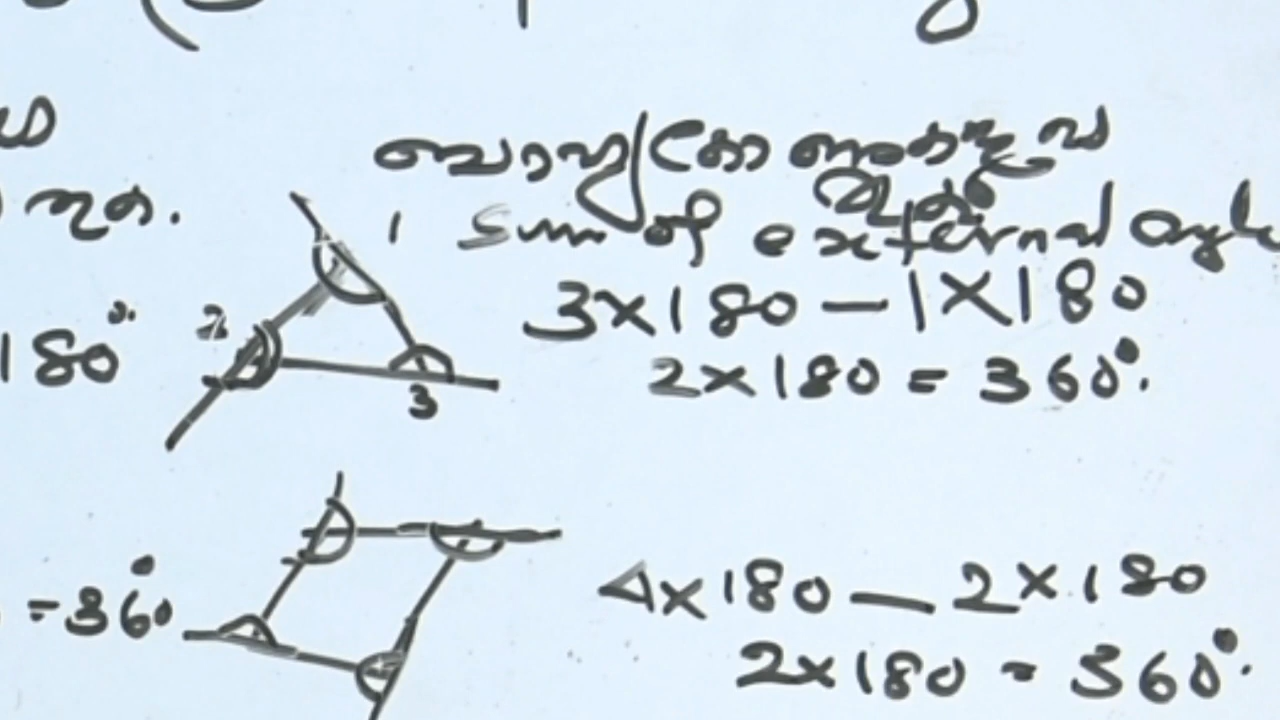 ബാഹ്യകോണുകളുടെ
തുക
1 Sum of external angle
180°
2
3
3×180 – 1×180
2×180 = 360°.
= 360°
4×180 – 2×180
2×180 = 360°.